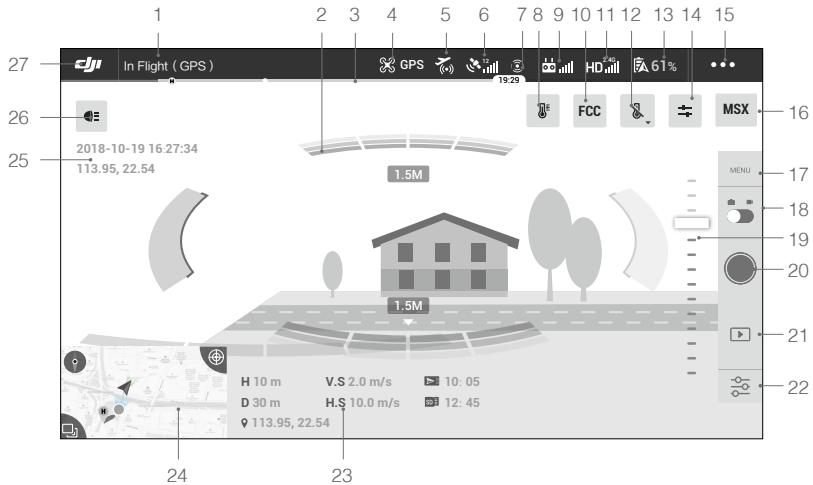 1 2 3 4 5 6 7 8 9 10 11 12 13 14 15
27 dji In Flight ( GPS ) GPS 12 HD 2.4G 61%
H 19:29
26 E FCC MSX 16
25 2018-10-19 16:27:34
113.95, 22.54
1.5M
MENU 17
18
19
20
1.5M
21
H 10 m V.S 2.0 m/s 10: 05
D 30 m H.S 10.0 m/s SD 12: 45
113.95, 22.54
H
22
24 23